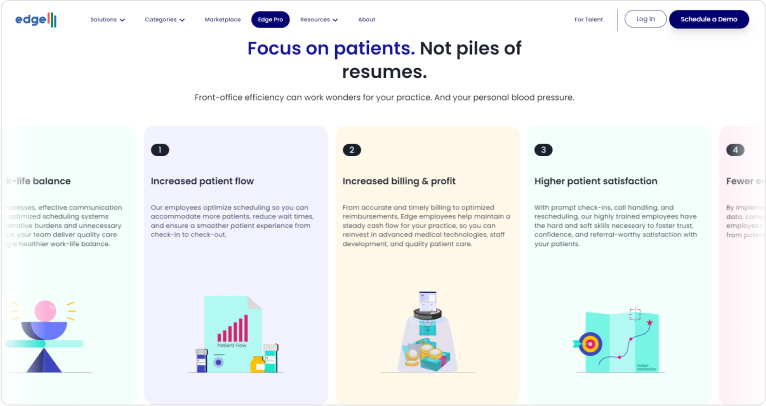 edge
Solutions
Categories
Marketplace
Edge Pro
Resources
About
For Talent
Log In
Schedule a Demo
Focus on patients. Not piles of
resumes.
Front-office efficiency can work wonders for your practice. And your personal blood pressure.
balance
effective communication
optimized scheduling systems
burdens and unnecessary
your team deliver quality care
a healthier work-life balance.
1
Increased patient flow
Our employees optimize scheduling so you can
accommodate more patients, reduce wait times,
and ensure a smoother patient experience from
check-in to check-out.
Patient Flow
2
Increased billing & profit
From accurate and timely billing to optimized
reimbursements, Edge employees help maintain a
steady cash flow for your practice, so you can
reinvest in advanced medical technologies, staff
development, and quality patient care.
3
Higher patient satisfaction
With prompt check-ins, call handling, and
rescheduling, our highly trained employees have
the hard and soft skills necessary to foster trust,
confidence, and referral-worthy satisfaction with
your patients.
4
Fewer
By
data,
employees
from